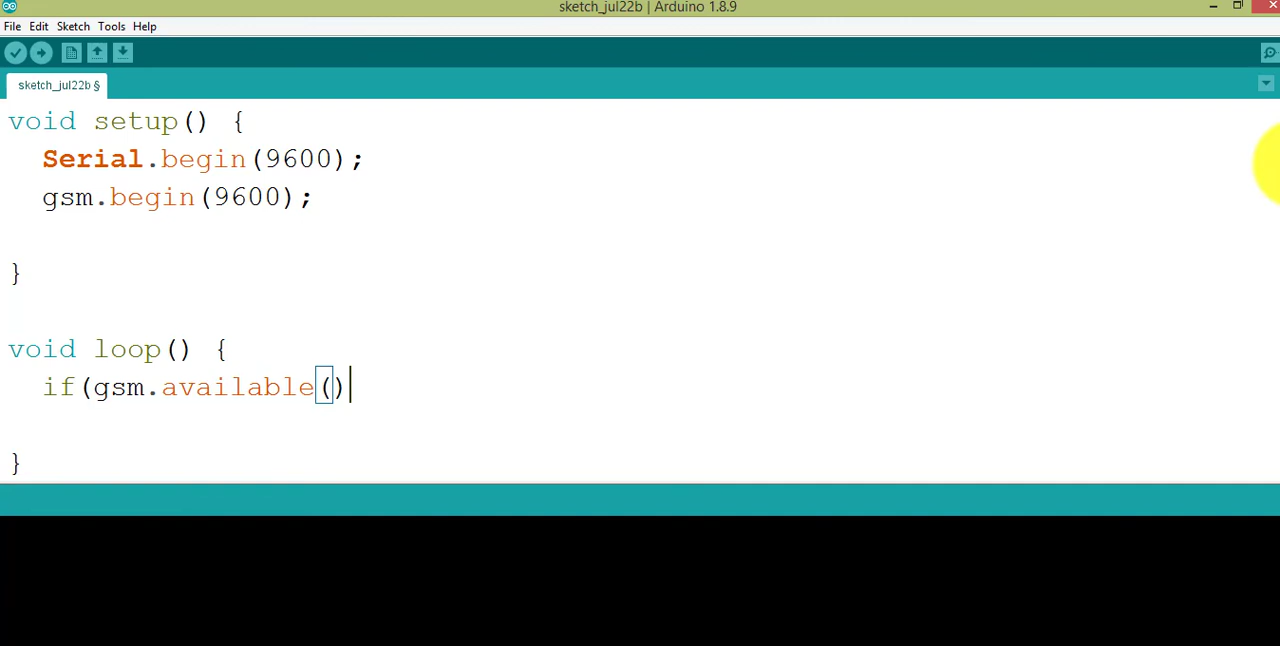 sketch_jul22b | Arduino 1.8.9
File Edit Sketch Tools Help
sketch_jul22b §
void setup() {
  Serial.begin(9600);
  gsm.begin(9600);
}
void loop() {
  if(gsm.available()
}